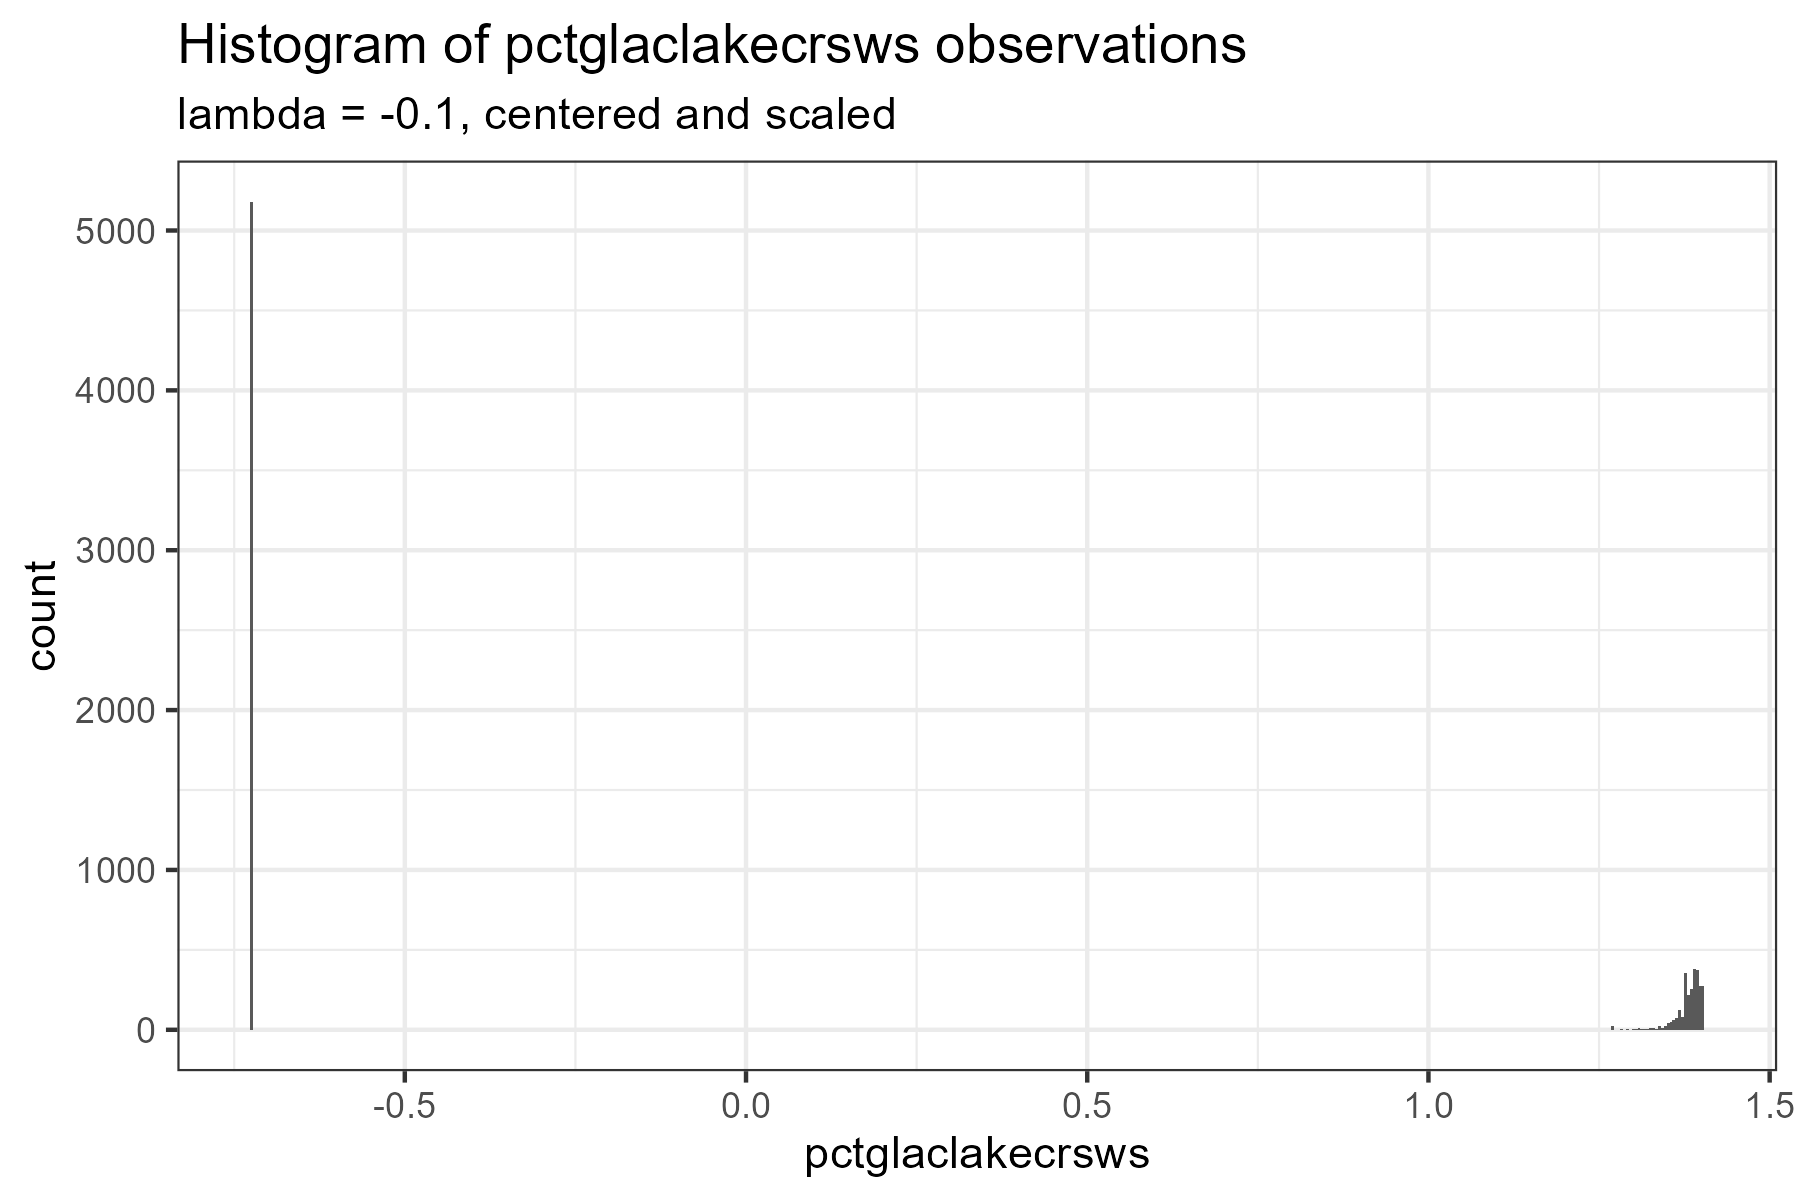 Histogram of pctglaclakecrsws observations
lambda = -0.1, centered and scaled
5000
4000
3000
2000
1000
0
count
-0.5
0.0
0.5
1.0
1.5
pctglaclakecrsws